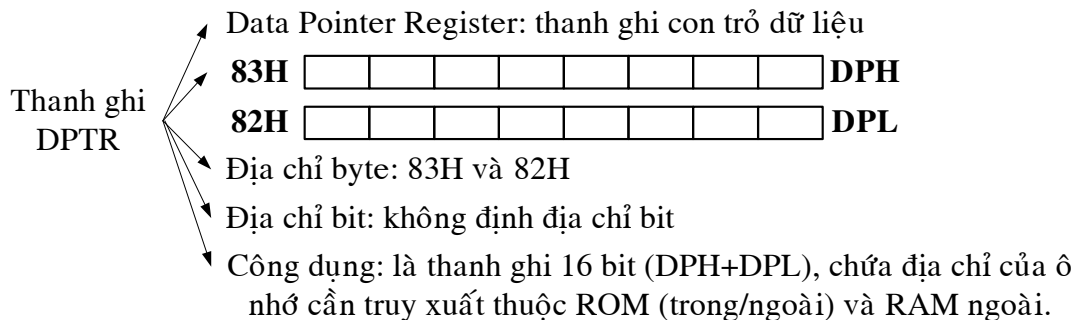 Data Pointer Register: thanh ghi con trỏ dữ liệu
83H DPH
Thanh ghi
DPTR
82H DPL
Địa chỉ byte: 83H và 82H
Địa chỉ bit: không định địa chỉ bit
Công dụng: là thanh ghi 16 bit (DPH+DPL), chứa địa chỉ của ô
nhớ cần truy xuất thuộc ROM (trong/ngoài) và RAM ngoài.